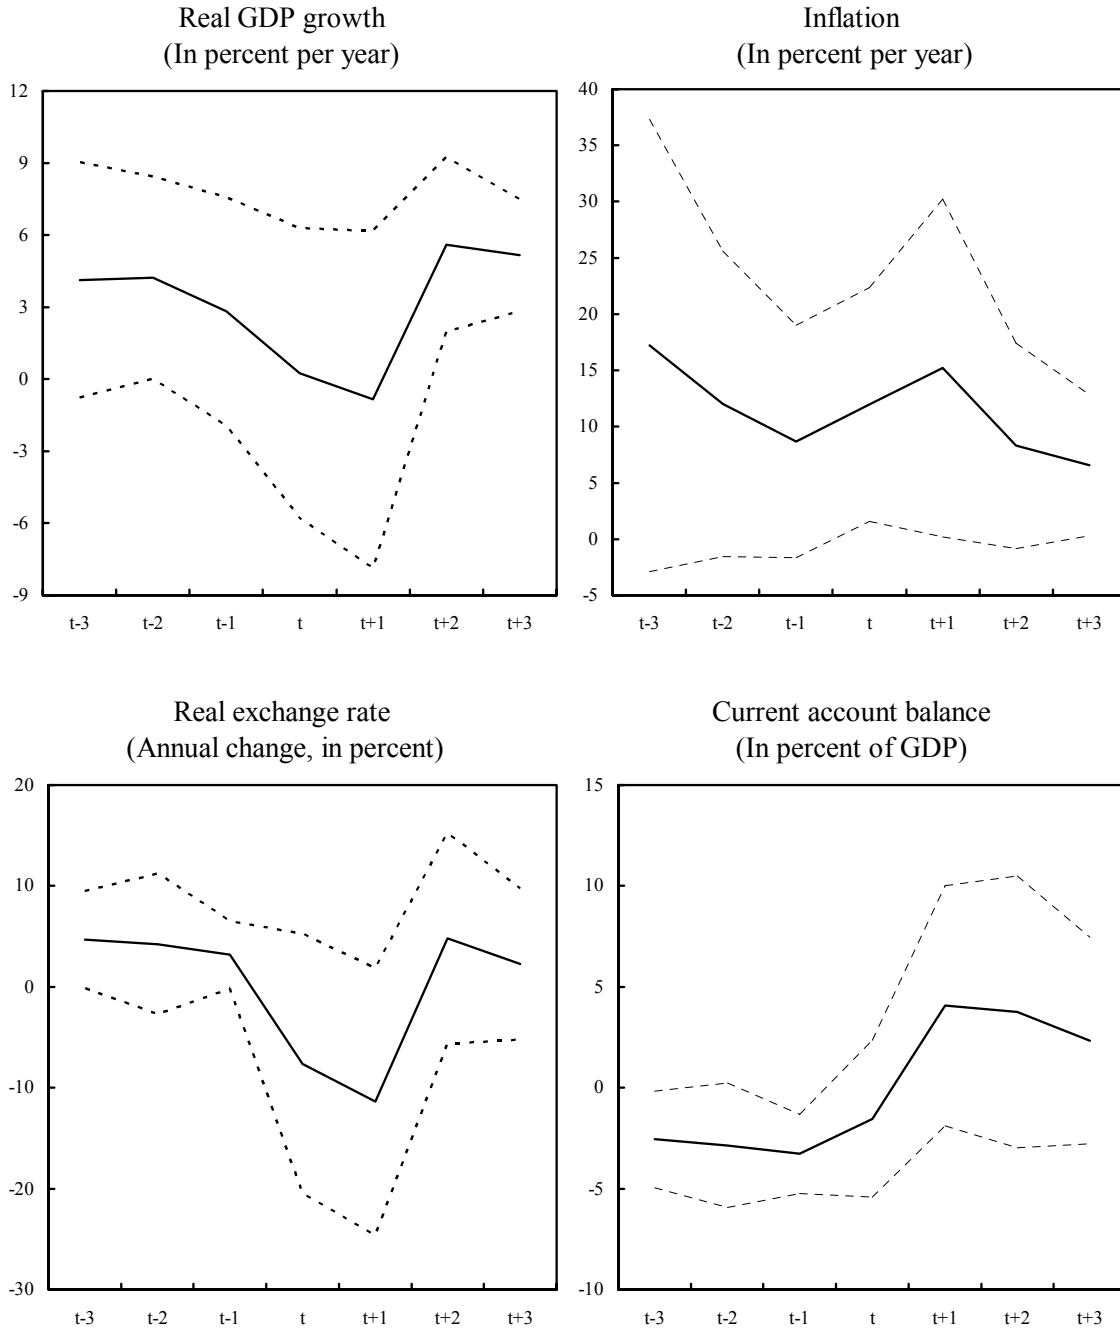 Real GDP growth
(In percent per year)
12
9
6
3
0
-3
-6
-9
t-3 t-2 t-1 t t+1 t+2 t+3
Inflation
(In percent per year)
40
35
30
25
20
15
10
5
0
-5
t-3 t-2 t-1 t t+1 t+2 t+3
Real exchange rate
(Annual change, in percent)
20
10
0
-10
-20
-30
t-3 t-2 t-1 t t+1 t+2 t+3
Current account balance
(In percent of GDP)
15
10
5
0
-5
-10
t-3 t-2 t-1 t t+1 t+2 t+3